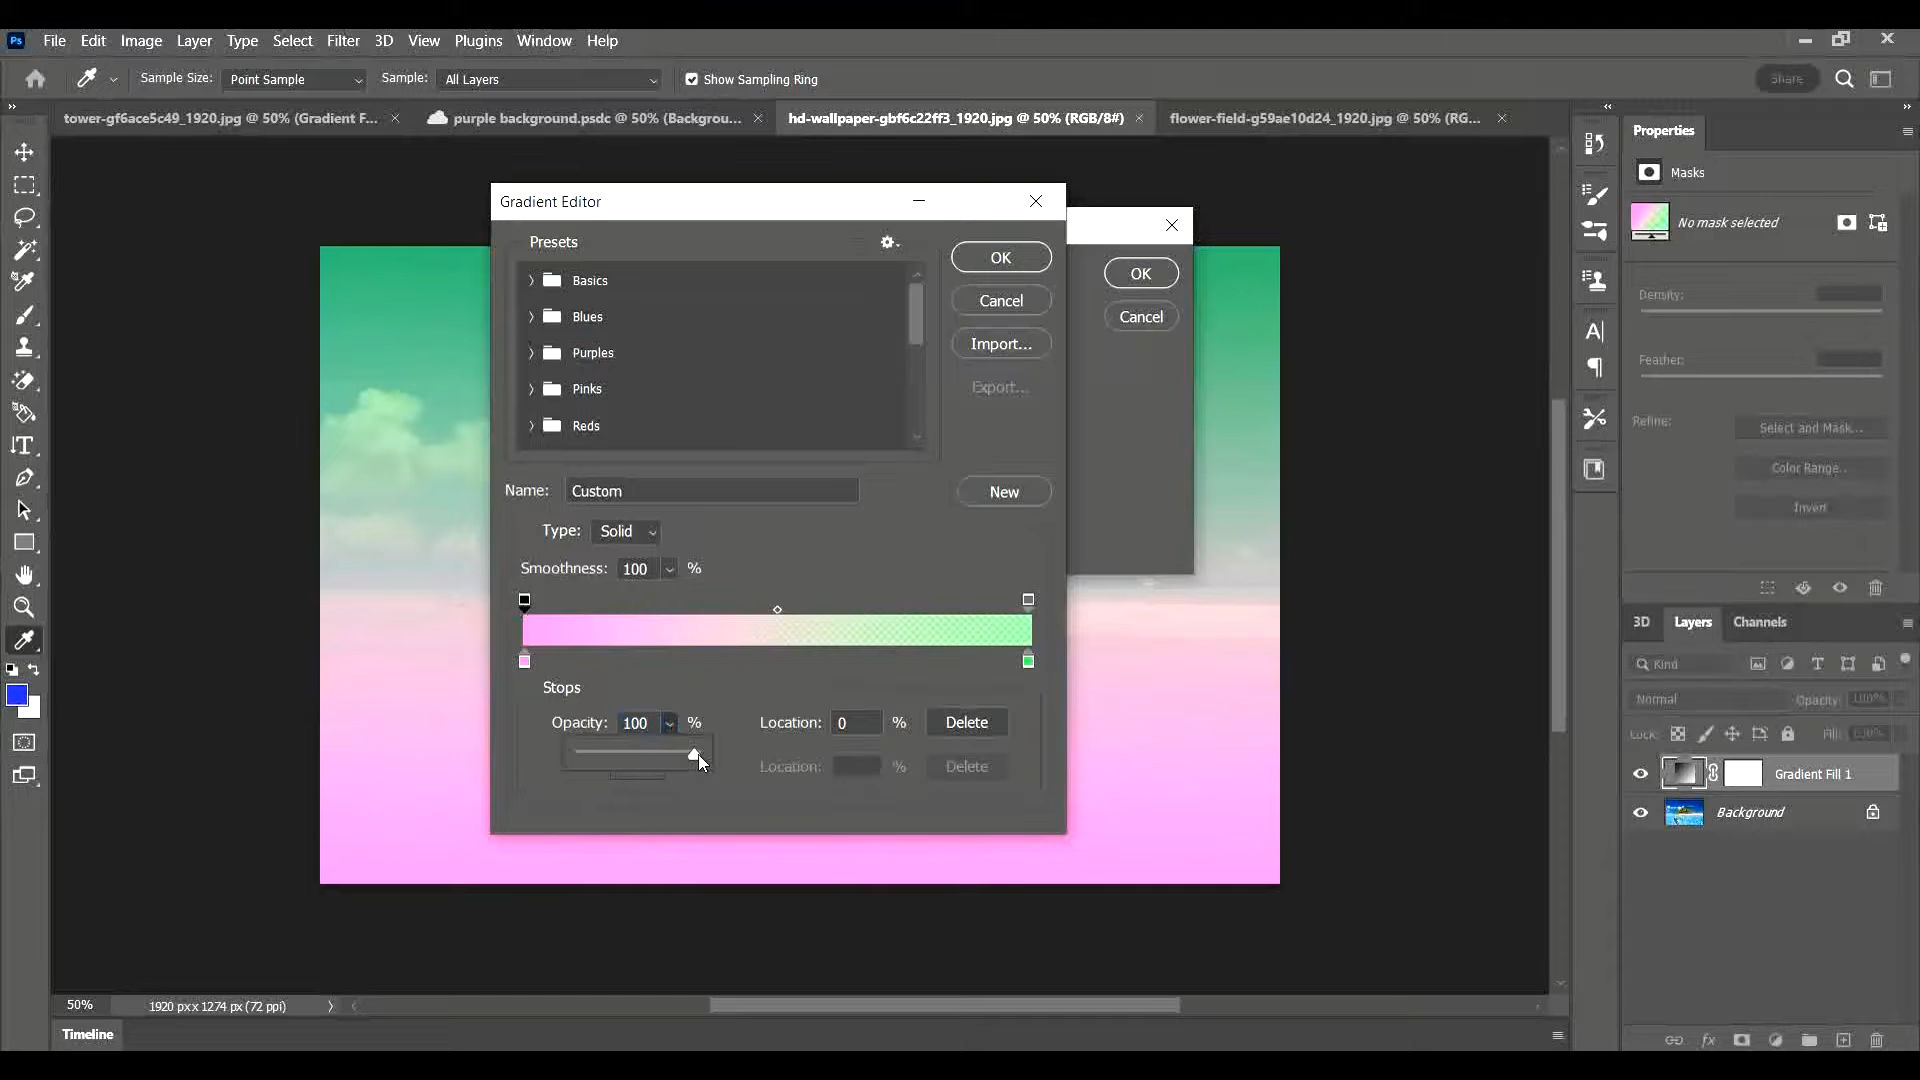 Ps File Edit Image Layer Type Select Filter 3D View Plugins Window Help
Sample Size: Point Sample Sample: All Layers Show Sampling Ring Share
tower-gf6ace5c49_1920.jpg @ 50% (Gradient F... purple background.psdc @ 50% (Backgrou... hd-wallpaper-gbf6c22ff3_1920.jpg @ 50% (RGB/8#) flower-field-g59ae10d24_1920.jpg @ 50% (RG...
Properties
Masks
No mask selected
Density:
Feather:
Refine: Select and Mask...
Color Range..
Invert
Gradient Editor
Presets
Basics
Blues
Purples
Pinks
Reds
OK
Cancel
Import...
Export...
OK
Cancel
Name: Custom New
Type: Solid
Smoothness: 100 %
Stops
Opacity: 100 % Location: 0 % Delete
Location: % Delete
3D Layers Channels
Kind
Normal Opacity: 100%
Lock: Fill: 100%
Gradient Fill 1
Background
50% 1920 px x 1274 px (72 ppi)
Timeline